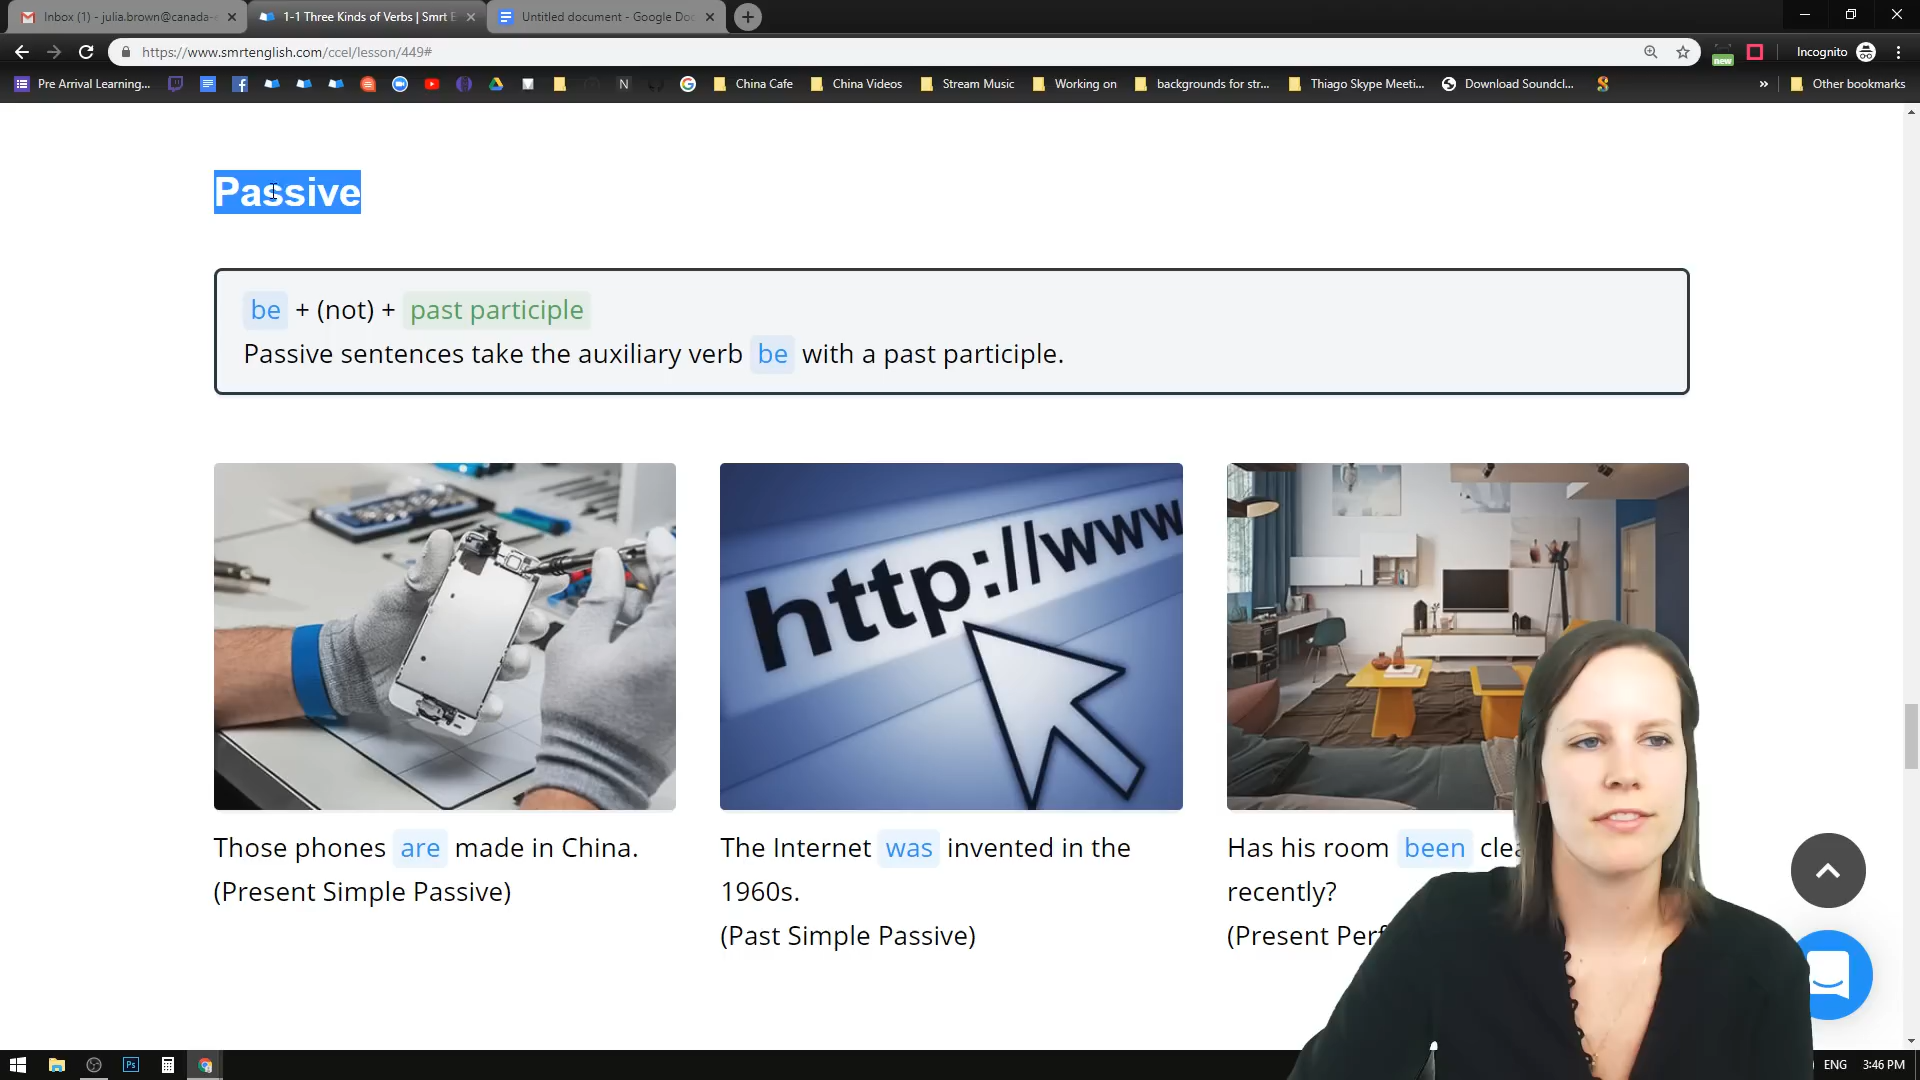 Inbox (1) - julia.brown@canada-
1-1 Three Kinds of Verbs | Smrt E
Untitled document - Google Doc
https://www.smrtenglish.com/ccel/lesson/449#
new
Incognito
Pre Arrival Learning...
N
China Cafe
China Videos
Stream Music
Working on
backgrounds for str...
Thiago Skype Meeti...
Download Soundcl...
»
Other bookmarks
Passive
be + (not) + past participle
Passive sentences take the auxiliary verb be with a past participle.
http://www
Those phones are made in China.
(Present Simple Passive)
The Internet was invented in the
1960s.
(Past Simple Passive)
Has his room been clea
recently?
(Present Perf
Ps
ENG
3:46 PM